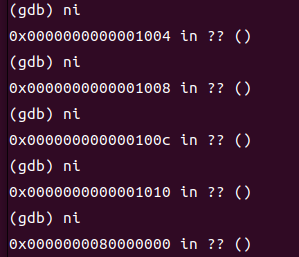 (gdb) ni
0x0000000000001004 in ?? ()
(gdb) ni
0x0000000000001008 in ?? ()
(gdb) ni
0x000000000000100c in ?? ()
(gdb) ni
0x0000000000001010 in ?? ()
(gdb) ni
0x0000000080000000 in ?? ()